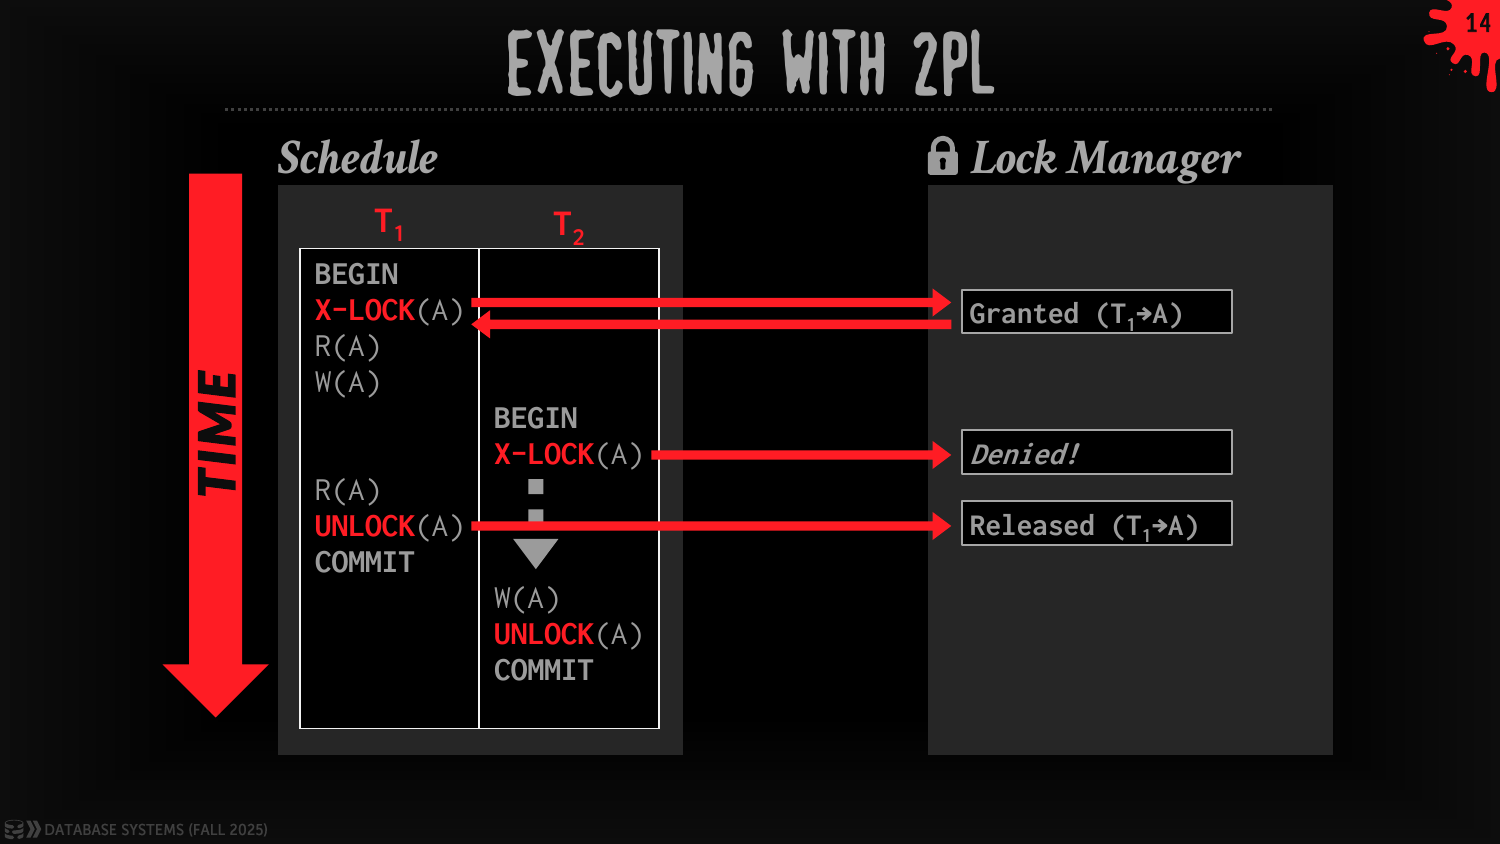 14
EXECUTING WITH 2PL
Schedule
Lock Manager
TIME
T1
T2
BEGIN
X-LOCK(A)
R(A)
W(A)
R(A)
UNLOCK(A)
COMMIT
BEGIN
X-LOCK(A)
W(A)
UNLOCK(A)
COMMIT
Granted (T1→A)
Denied!
Released (T1→A)
DATABASE SYSTEMS (FALL 2025)